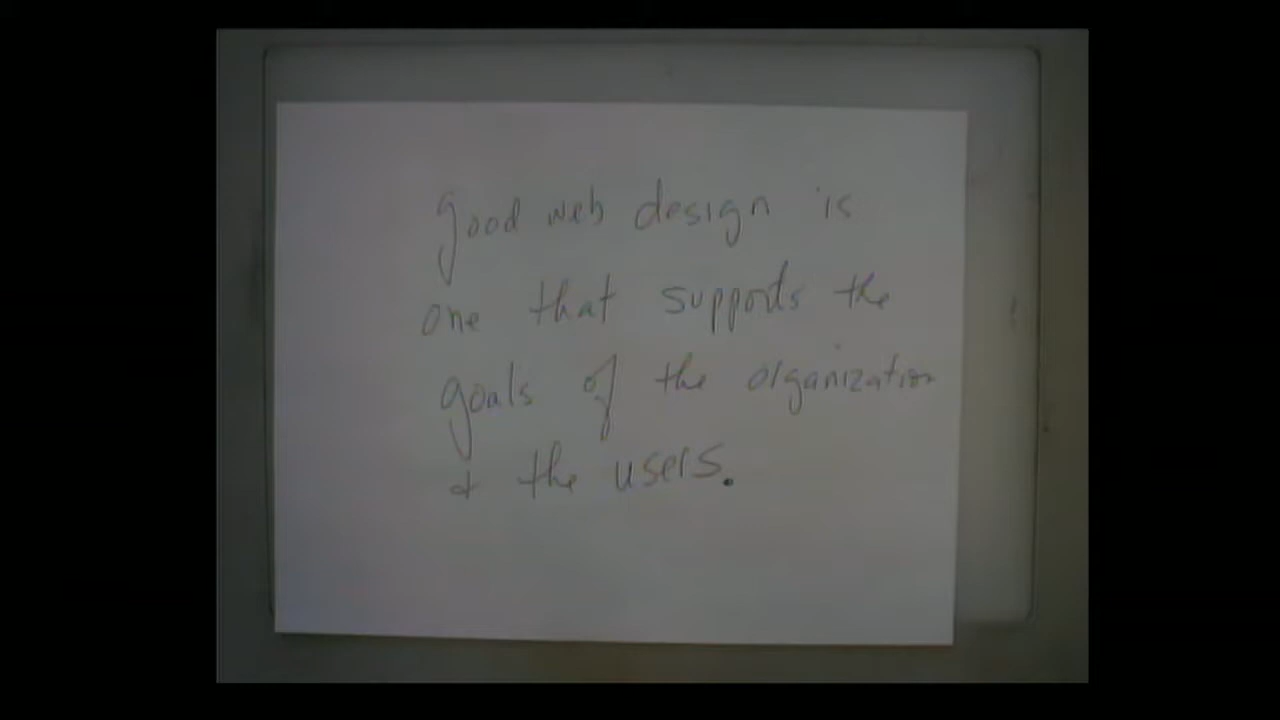 good web design is
one that supports the
goals of the organization
& the users.